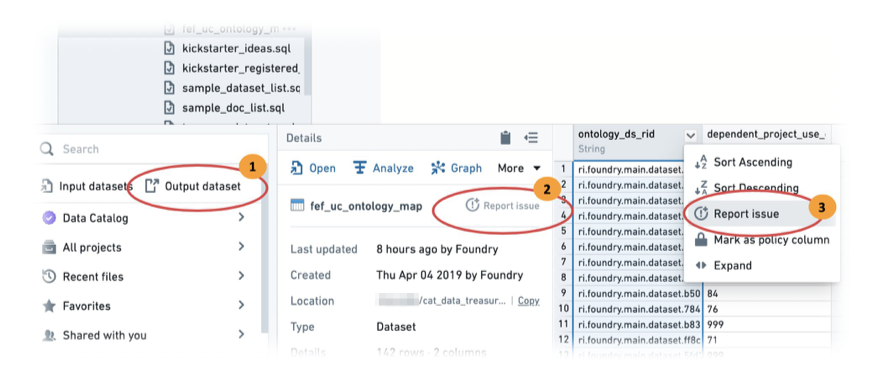 fef_uc_ontology_m
kickstarter_ideas.sql
kickstarter_registered_
sample_dataset_list.sq
sample_doc_list.sql
Search
1
Input datasets
Output dataset
Data Catalog
All projects
Recent files
Favorites
Shared with you
Details
Open Analyze Graph More
2
fef_uc_ontology_map
Report issue
Last updated 8 hours ago by Foundry
Created Thu Apr 04 2019 by Foundry
Location /cat_data_treasur... | Copy
Type Dataset
Details 142 rows · 2 columns
ontology_ds_rid dependent_project_use_
String
1 ri.foundry.main.dataset.
2 ri.foundry.main.dataset.
3 ri.foundry.main.dataset.
4 ri.foundry.main.dataset.
5 ri.foundry.main.dataset.
6 ri.foundry.main.dataset.
7 ri.foundry.main.dataset.
8 ri.foundry.main.dataset.
9 ri.foundry.main.dataset.b50 84
10 ri.foundry.main.dataset.784 76
11 ri.foundry.main.dataset.b83 999
12 ri.foundry.main.dataset.ff8c 71
Sort Ascending
Sort Descending
Report issue
3
Mark as policy column
Expand